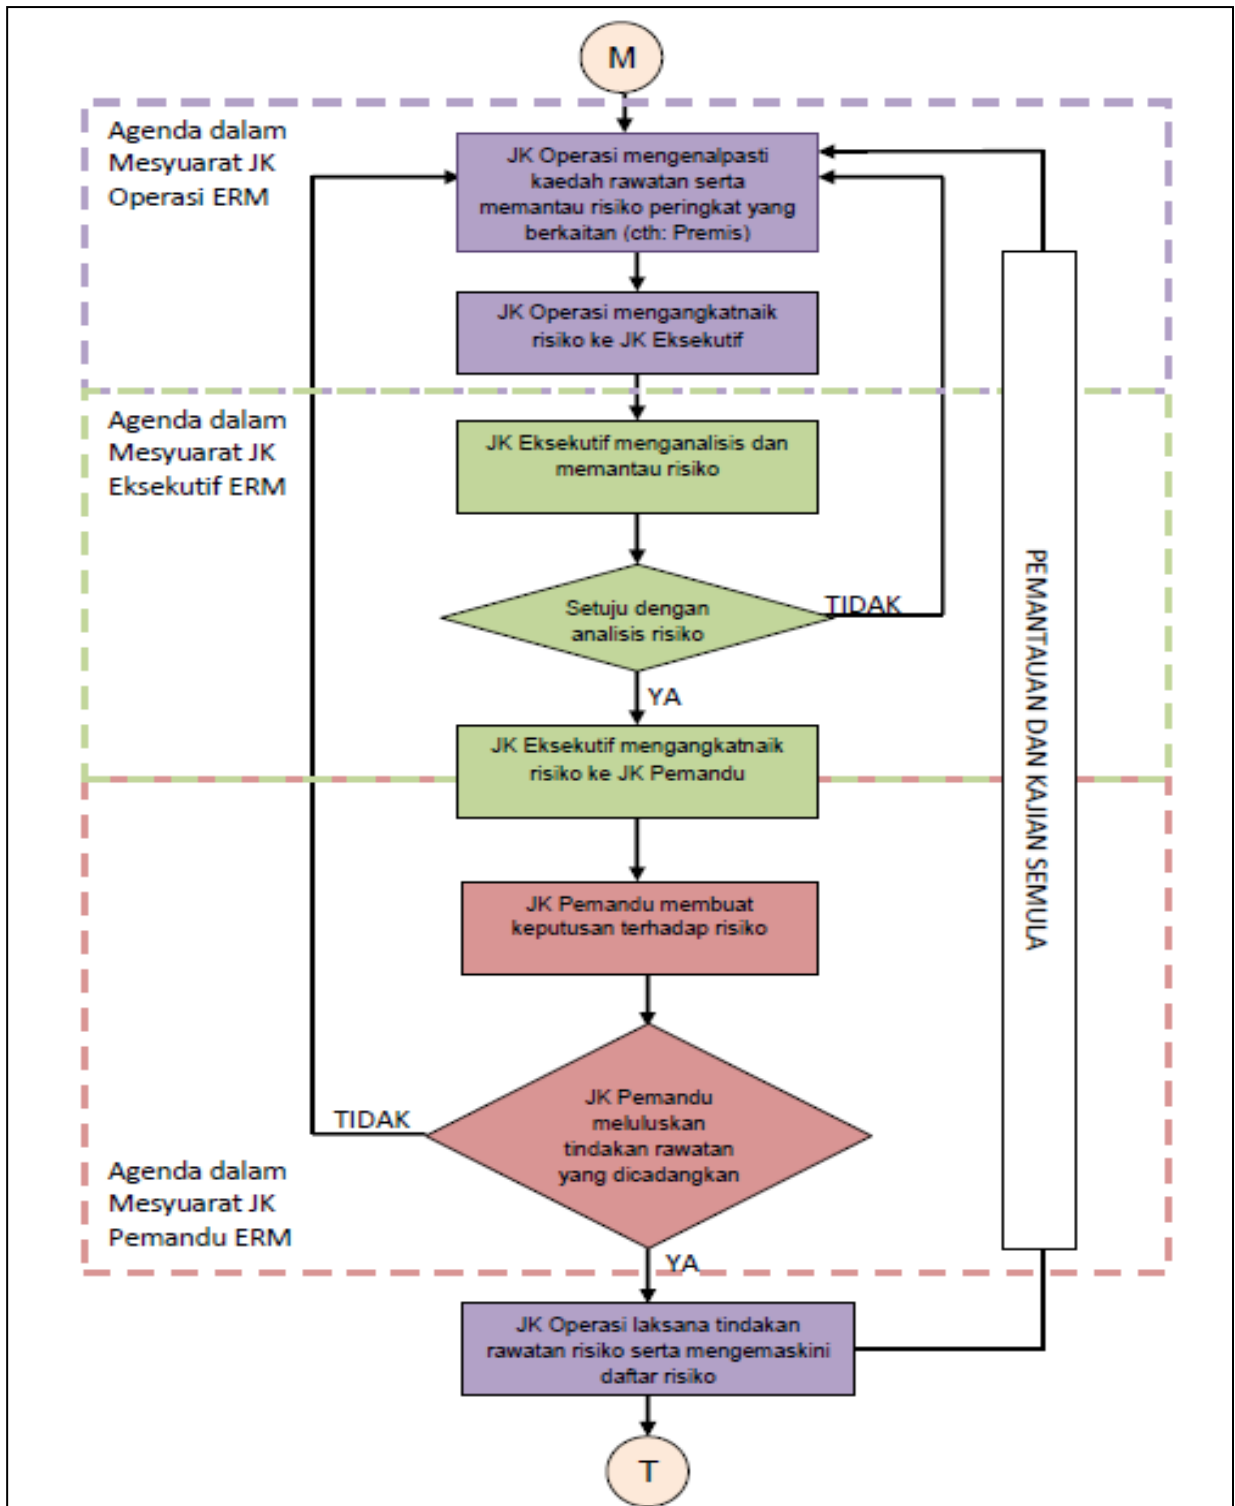 M
Agenda dalam
Mesyuarat JK
Operasi ERM
JK Operasi mengenalpasti
kaedah rawatan serta
memantau risiko peringkat yang
berkaitan (cth: Premis)
JK Operasi mengangkatnaik
risiko ke JK Eksekutif
Agenda dalam
Mesyuarat JK
Eksekutif ERM
JK Eksekutif menganalisis dan
memantau risiko
Setuju dengan
analisis risiko
TIDAK
YA
JK Eksekutif mengangkatnaik
risiko ke JK Pemandu
PEMANTAUAN DAN KAJIAN SEMULA
JK Pemandu membuat
keputusan terhadap risiko
JK Pemandu
meluluskan
tindakan rawatan
yang dicadangkan
TIDAK
Agenda dalam
Mesyuarat JK
Pemandu ERM
YA
JK Operasi laksana tindakan
rawatan risiko serta mengemaskini
daftar risiko
T